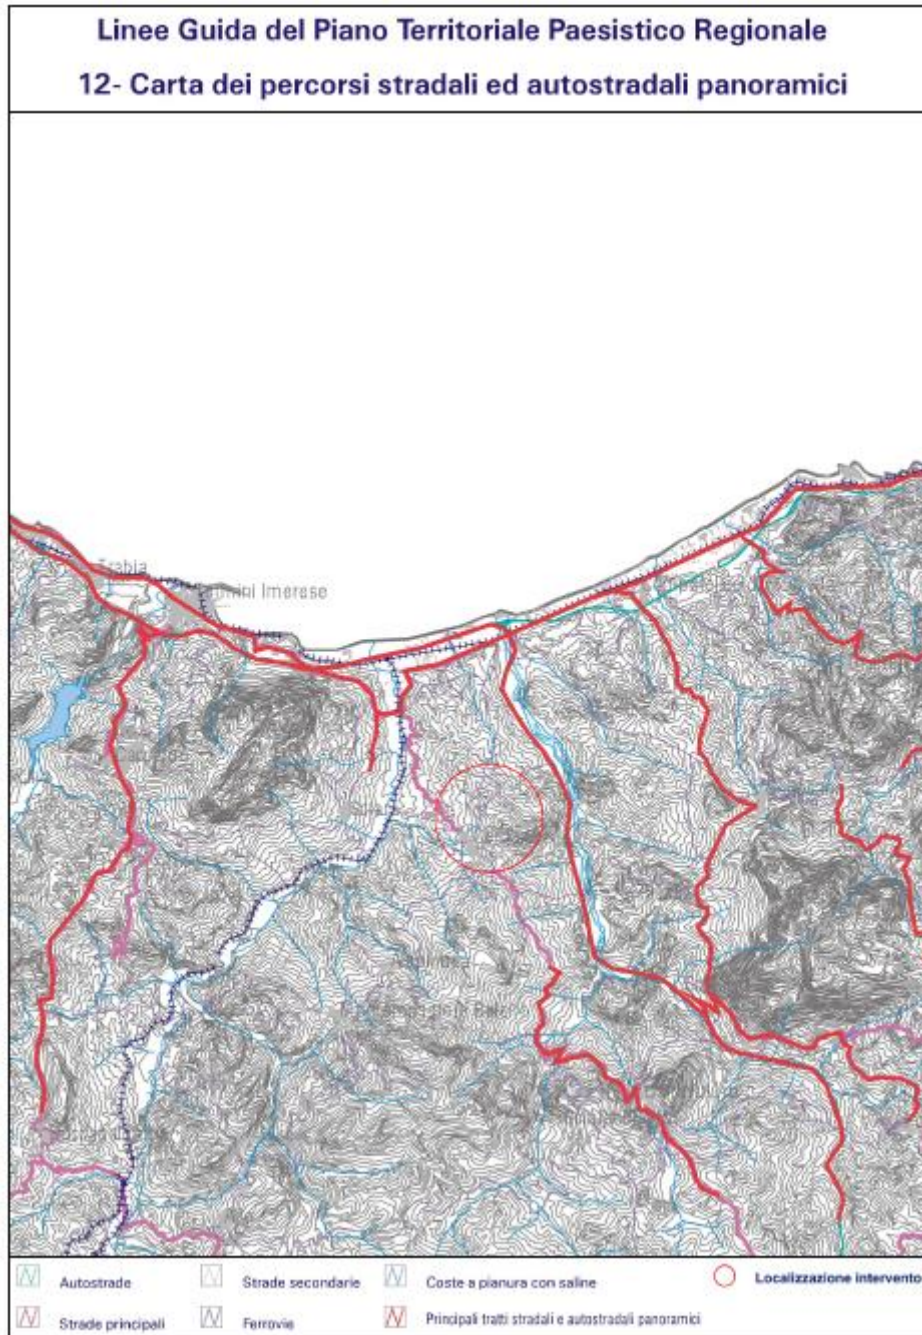 Linee Guida del Piano Territoriale Paesistico Regionale
12- Carta dei percorsi stradali ed autostradali panoramici
Trabia
Termini Imerese
Autostrade
Strade secondarie
Coste a pianura con saline
Localizzazione intervento
Strade principali
Ferrovie
Principali tratti stradali e autostradali panoramici